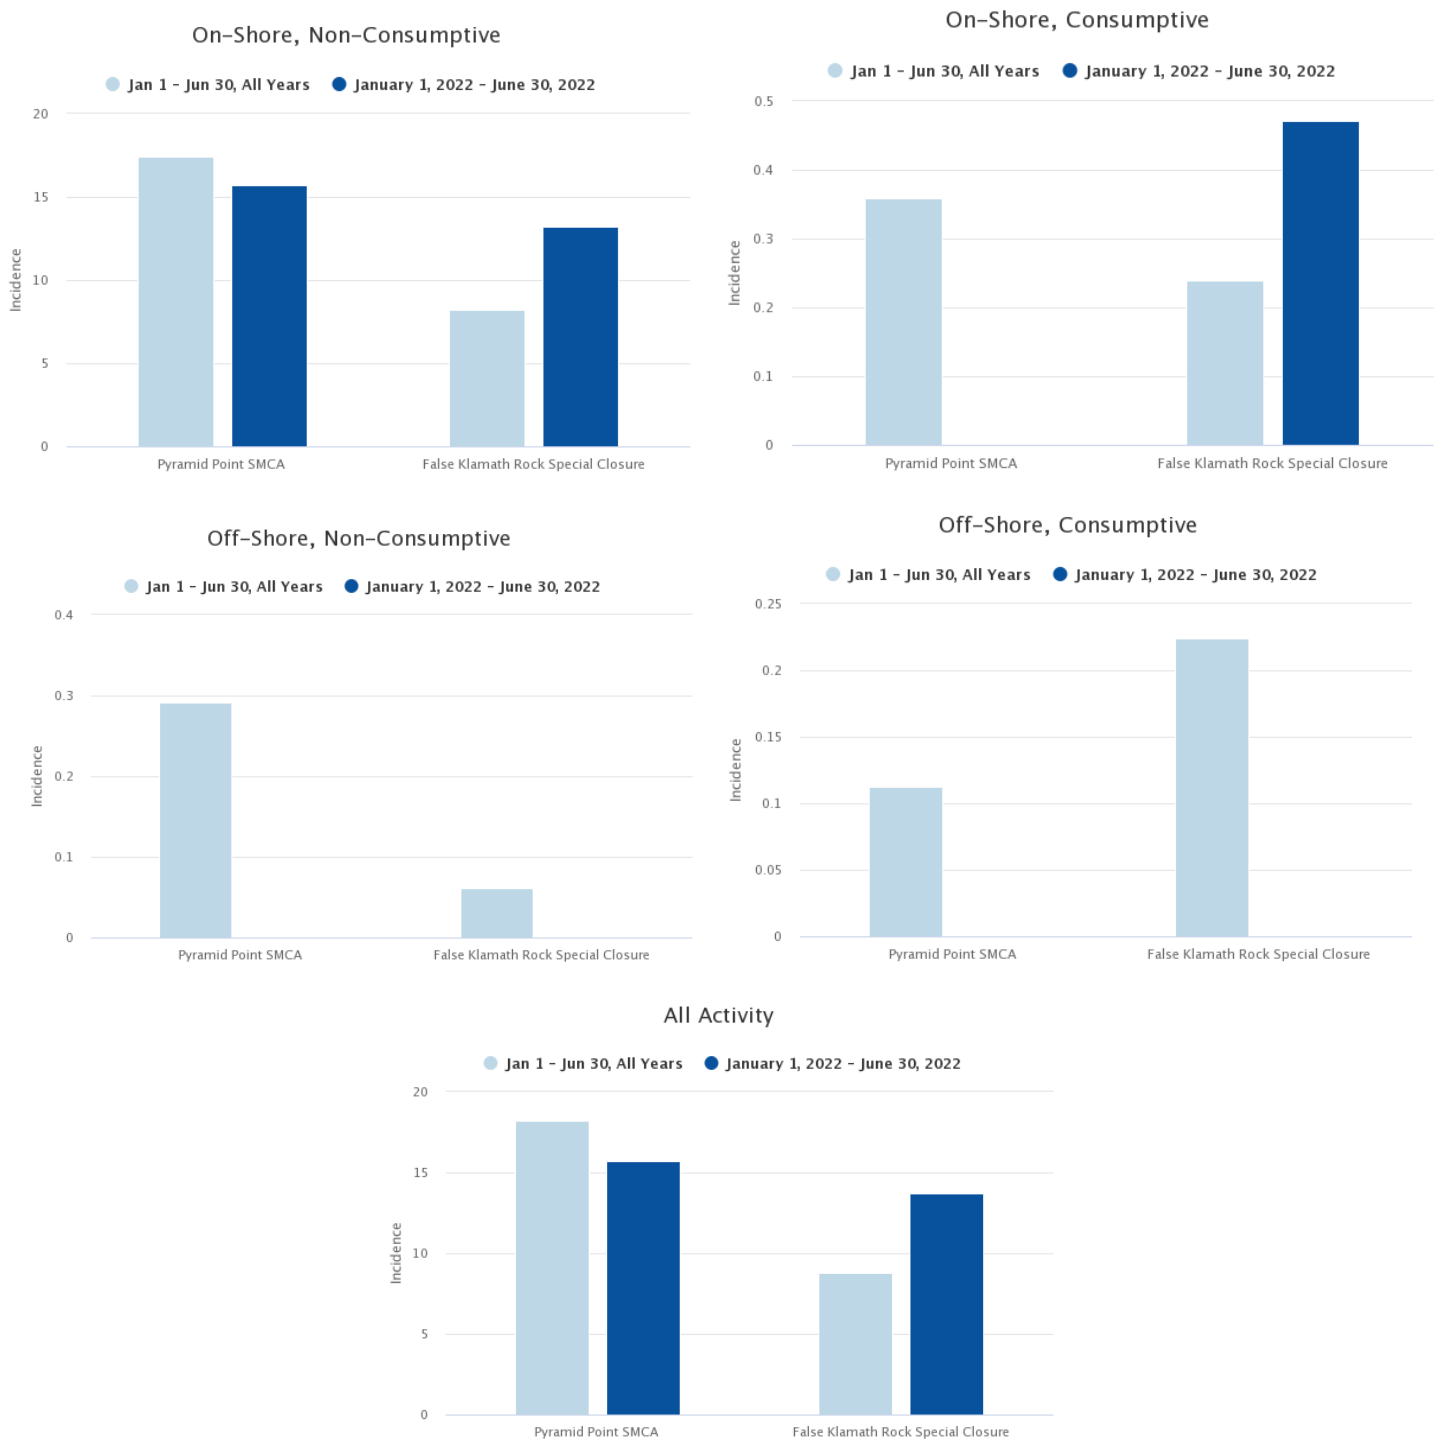 On-Shore, Non-Consumptive
Jan 1 - Jun 30, All Years January 1, 2022 - June 30, 2022
20
15
10
5
0
Incidence
Pyramid Point SMCA False Klamath Rock Special Closure
On-Shore, Consumptive
Jan 1 - Jun 30, All Years January 1, 2022 - June 30, 2022
0.5
0.4
0.3
0.2
0.1
0
Incidence
Pyramid Point SMCA False Klamath Rock Special Closure
Off-Shore, Non-Consumptive
Jan 1 - Jun 30, All Years January 1, 2022 - June 30, 2022
0.4
0.3
0.2
0.1
0
Incidence
Pyramid Point SMCA False Klamath Rock Special Closure
Off-Shore, Consumptive
Jan 1 - Jun 30, All Years January 1, 2022 - June 30, 2022
0.25
0.2
0.15
0.1
0.05
0
Incidence
Pyramid Point SMCA False Klamath Rock Special Closure
All Activity
Jan 1 - Jun 30, All Years January 1, 2022 - June 30, 2022
20
15
10
5
0
Incidence
Pyramid Point SMCA False Klamath Rock Special Closure